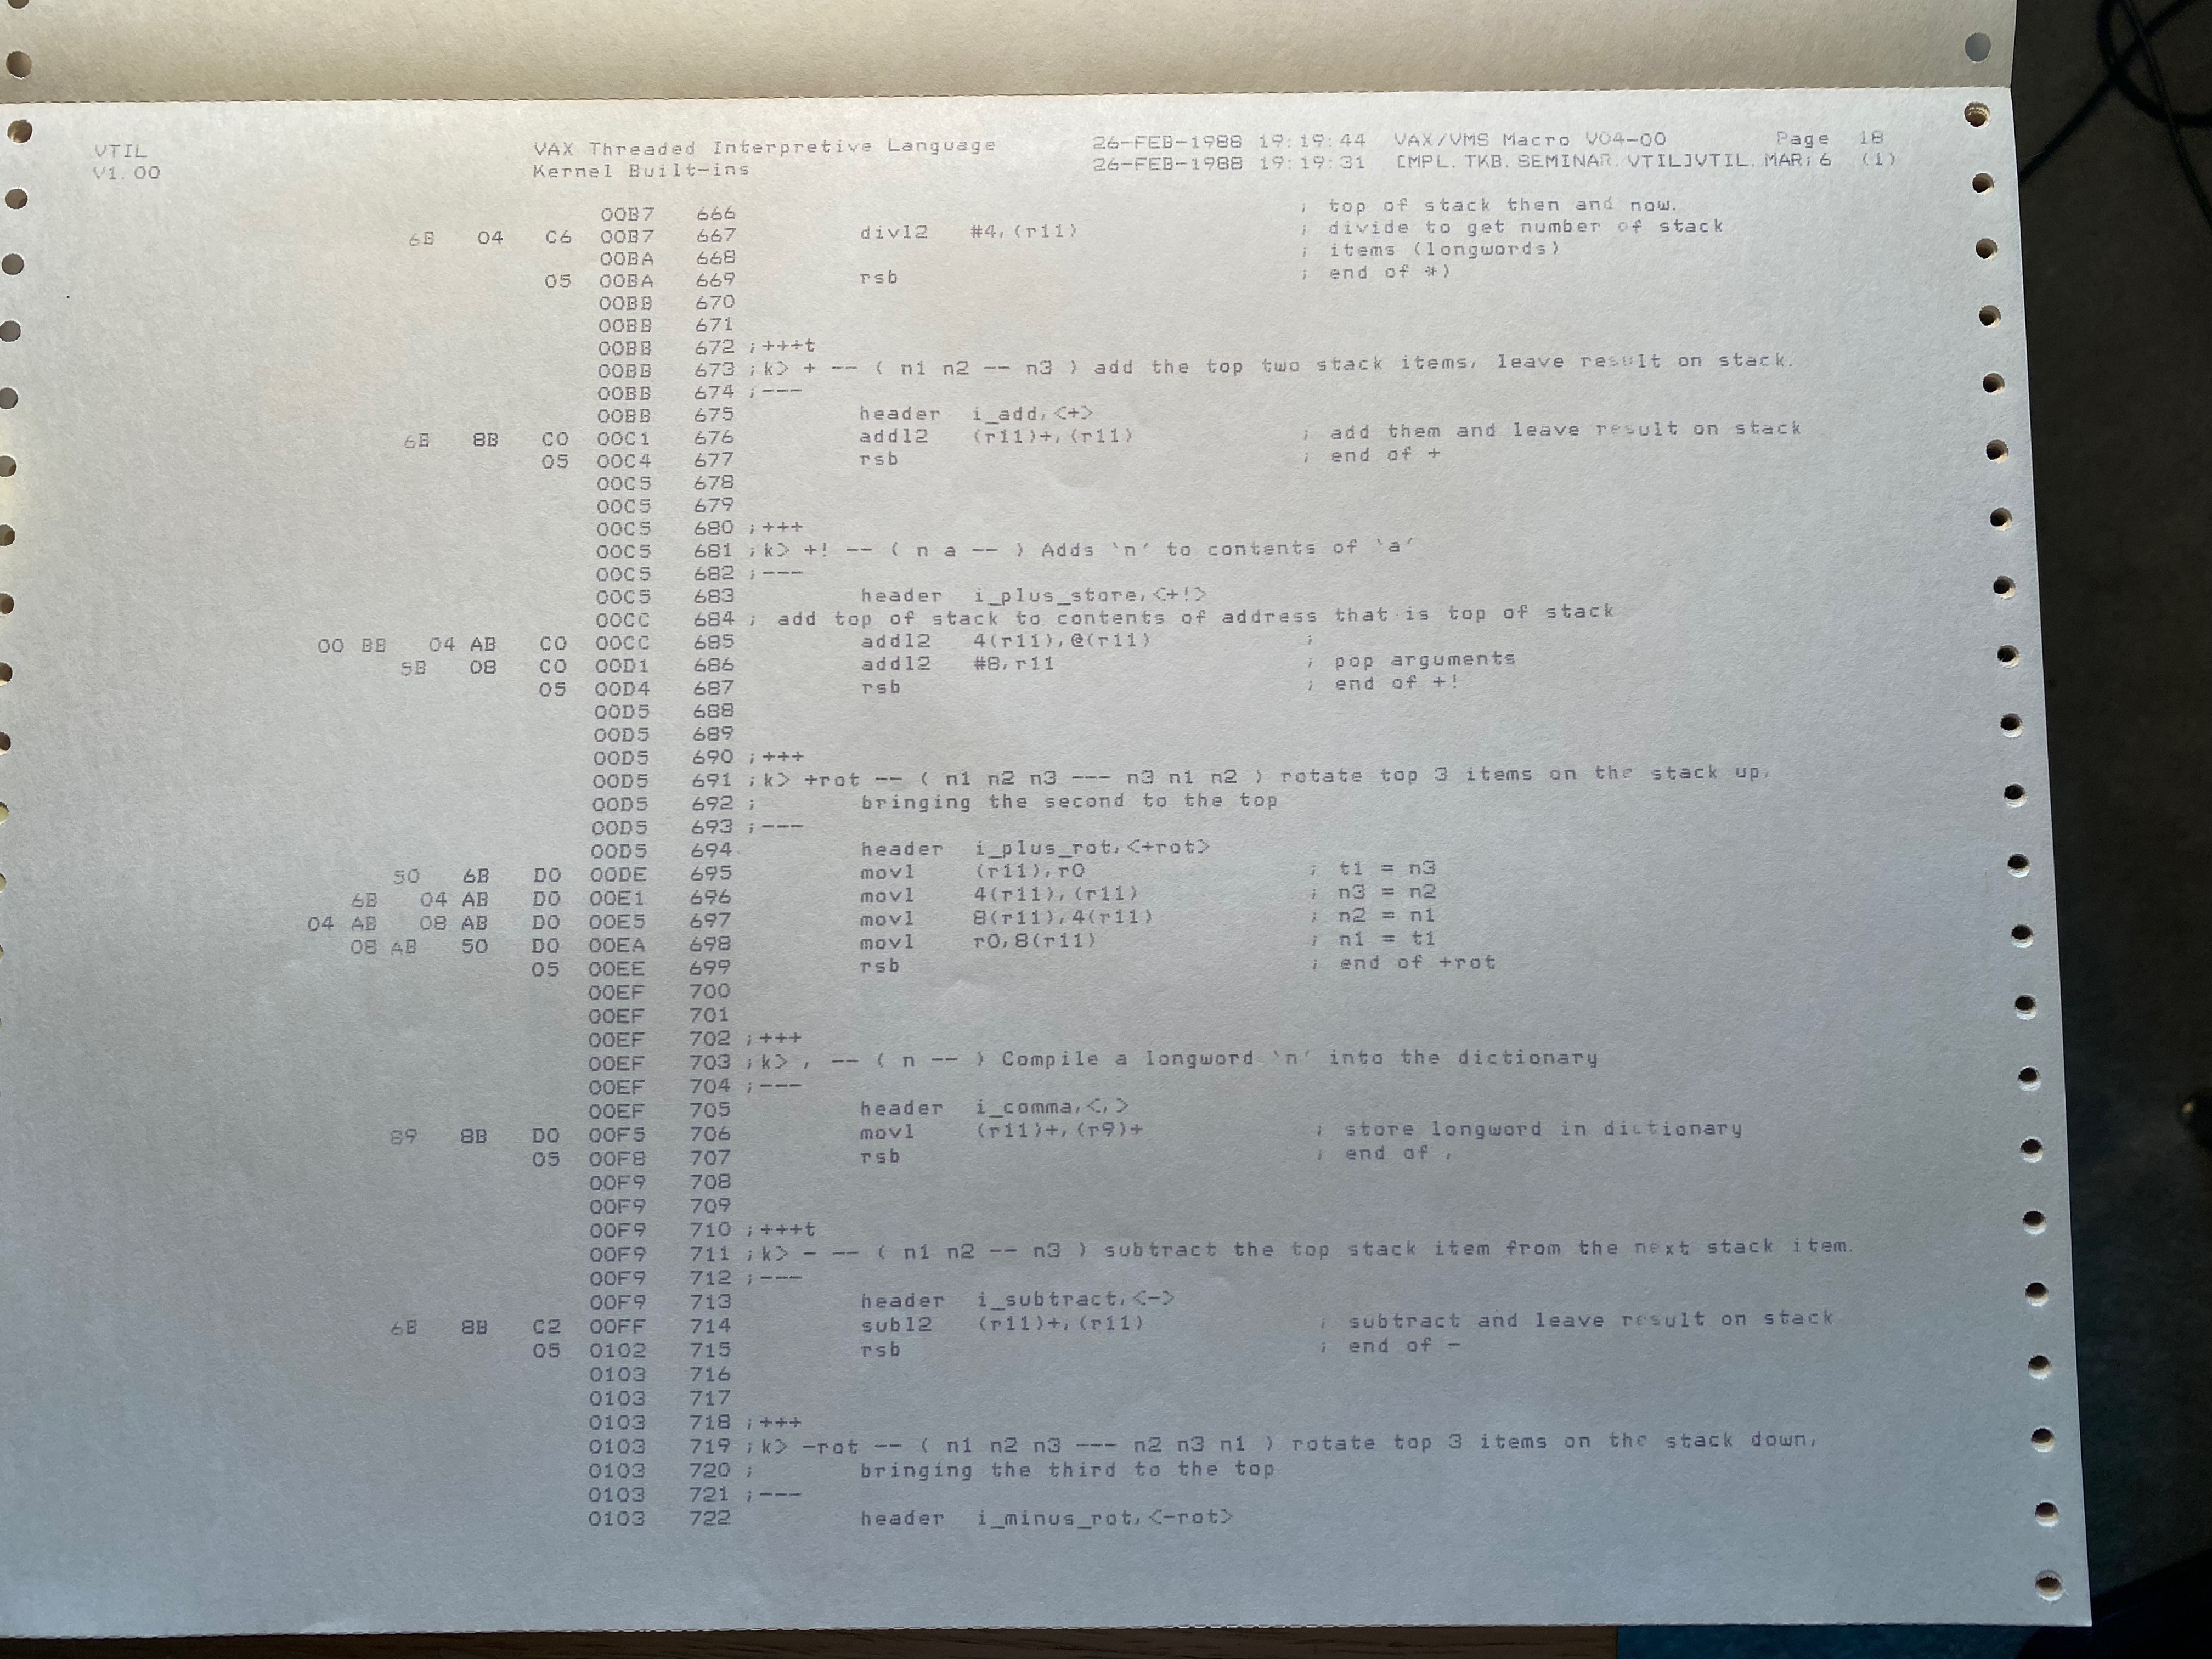 VTIL VAX Threaded Interpretive Language 26-FEB-1988 19:19:44 VAX/VMS Macro V04-00 Page 18
V1.00 Kernel Built-ins 26-FEB-1988 19:19:31 [MPL.TKB.SEMINAR.VTIL]VTIL.MAR;6 (1)
00B7 666 ; top of stack then and now.
6B 04 C6 00B7 667 divl2 #4,(r11) ; divide to get number of stack
00BA 668 ; items (longwords)
05 00BA 669 rsb ; end of *)
00BB 670
00BB 671
00BB 672 ;+++t
00BB 673 ;k> + -- ( n1 n2 -- n3 ) add the top two stack items, leave result on stack.
00BB 674 ;---
00BB 675 header i_add,<+>
6B 8B C0 00C1 676 addl2 (r11)+,(r11) ; add them and leave result on stack
05 00C4 677 rsb ; end of +
00C5 678
00C5 679
00C5 680 ;+++
00C5 681 ;k> +! -- ( n a -- ) Adds `n' to contents of `a'
00C5 682 ;---
00C5 683 header i_plus_store,<+!>
00CC 684 ; add top of stack to contents of address that is top of stack
00 BB 04 AB C0 00CC 685 addl2 4(r11),@(r11) ;
5B 08 C0 00D1 686 addl2 #8,r11 ; pop arguments
05 00D4 687 rsb ; end of +!
00D5 688
00D5 689
00D5 690 ;+++
00D5 691 ;k> +rot -- ( n1 n2 n3 --- n3 n1 n2 ) rotate top 3 items on the stack up,
00D5 692 ; bringing the second to the top
00D5 693 ;---
00D5 694 header i_plus_rot,<+rot>
50 6B D0 00DE 695 movl (r11),r0 ; t1 = n3
6B 04 AB D0 00E1 696 movl 4(r11),(r11) ; n3 = n2
04 AB 08 AB D0 00E5 697 movl 8(r11),4(r11) ; n2 = n1
08 AB 50 D0 00EA 698 movl r0,8(r11) ; n1 = t1
05 00EE 699 rsb ; end of +rot
00EF 700
00EF 701
00EF 702 ;+++
00EF 703 ;k> , -- ( n -- ) Compile a longword `n' into the dictionary
00EF 704 ;---
00EF 705 header i_comma,<,>
89 8B D0 00F5 706 movl (r11)+,(r9)+ ; store longword in dictionary
05 00F8 707 rsb ; end of ,
00F9 708
00F9 709
00F9 710 ;+++t
00F9 711 ;k> - -- ( n1 n2 -- n3 ) subtract the top stack item from the next stack item.
00F9 712 ;---
00F9 713 header i_subtract,<->
6B 8B C2 00FF 714 subl2 (r11)+,(r11) ; subtract and leave result on stack
05 0102 715 rsb ; end of -
0103 716
0103 717
0103 718 ;+++
0103 719 ;k> -rot -- ( n1 n2 n3 --- n2 n3 n1 ) rotate top 3 items on the stack down,
0103 720 ; bringing the third to the top
0103 721 ;---
0103 722 header i_minus_rot,<-rot>